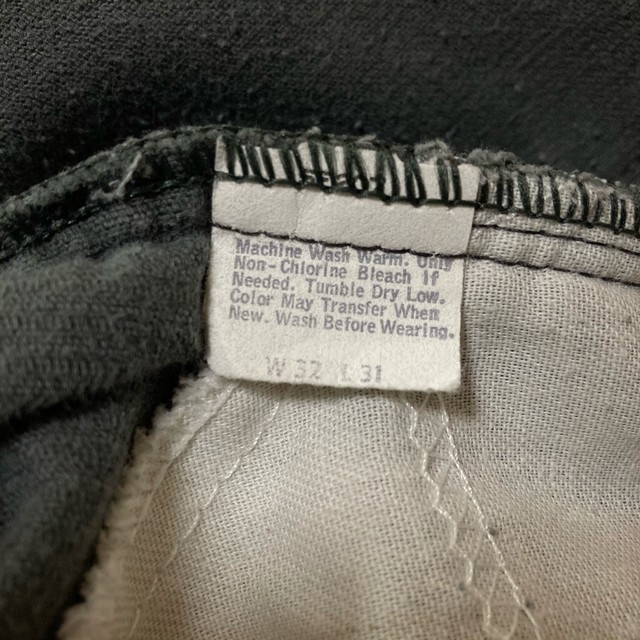 Machine Wash Warm. Only
Non-Chlorine Bleach If
Needed. Tumble Dry Low.
Color May Transfer When
New. Wash Before Wearing.
W 32 L 31